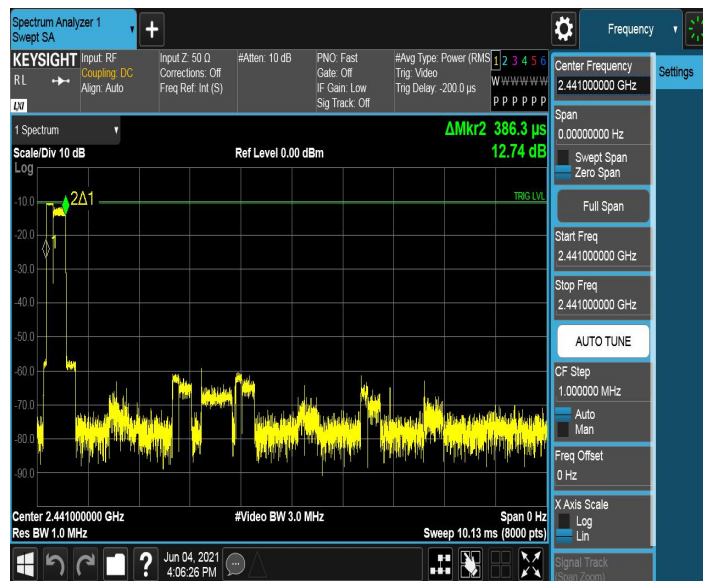 Spectrum Analyzer 1
Swept SA
+
Frequency
KEYSIGHT
RL
LXI
Input: RF
Coupling: DC
Align: Auto
Input Z: 50 Ω
Corrections: Off
Freq Ref: Int (S)
#Atten: 10 dB
PNO: Fast
Gate: Off
IF Gain: Low
Sig Track: Off
#Avg Type: Power (RMS
Trig: Video
Trig Delay: -200.0 µs
1 2 3 4 5 6
W W W W W W
P P P P P P
1 Spectrum
ΔMkr2 386.3 µs
12.74 dB
Scale/Div 10 dB
Ref Level 0.00 dBm
Log
TRIG LVL
2Δ1
1
-10.0
-20.0
-30.0
-40.0
-50.0
-60.0
-70.0
-80.0
-90.0
Center 2.441000000 GHz
Res BW 1.0 MHz
#Video BW 3.0 MHz
Span 0 Hz
Sweep 10.13 ms (8000 pts)
?
Jun 04, 2021
4:06:26 PM
Center Frequency
2.441000000 GHz
Span
0.00000000 Hz
Swept Span
Zero Span
Full Span
Start Freq
2.441000000 GHz
Stop Freq
2.441000000 GHz
AUTO TUNE
CF Step
1.000000 MHz
Auto
Man
Freq Offset
0 Hz
X Axis Scale
Log
Lin
Signal Track
(Span Zoom)
Settings